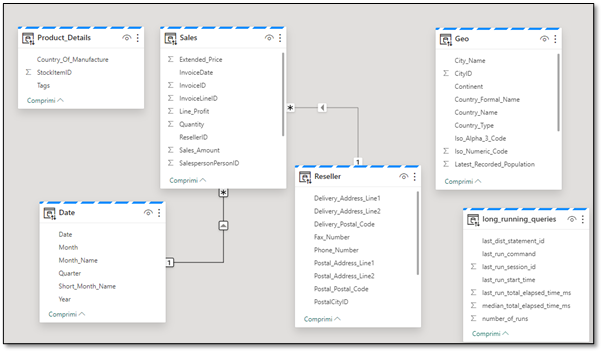 Product_Details
Country_Of_Manufacture
StockItemID
Tags
Comprimi
Sales
Extended_Price
InvoiceDate
InvoiceID
InvoiceLineID
Line_Profit
Quantity
ResellerID
Sales_Amount
SalespersonPersonID
Comprimi
Geo
City_Name
CityID
Continent
Country_Formal_Name
Country_Name
Country_Type
Iso_Alpha_3_Code
Iso_Numeric_Code
Latest_Recorded_Population
Comprimi
*
1
Reseller
Delivery_Address_Line1
Delivery_Address_Line2
Delivery_Postal_Code
Fax_Number
Phone_Number
Postal_Address_Line1
Postal_Address_Line2
Postal_Postal_Code
PostalCityID
Comprimi
*
1
Date
Date
Month
Month_Name
Quarter
Short_Month_Name
Year
Comprimi
long_running_queries
last_dist_statement_id
last_run_command
last_run_session_id
last_run_start_time
last_run_total_elapsed_time_ms
median_total_elapsed_time_ms
number_of_runs
Comprimi